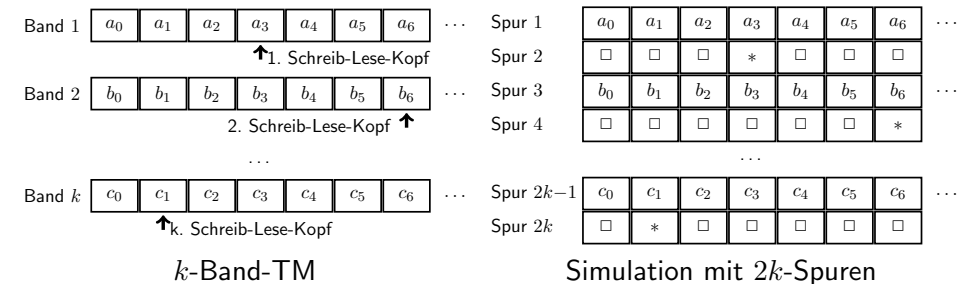 Band 1 a₀ a₁ a₂ a₃ a₄ a₅ a₆ ···
1. Schreib-Lese-Kopf
Band 2 b₀ b₁ b₂ b₃ b₄ b₅ b₆ ···
2. Schreib-Lese-Kopf
...
Band k c₀ c₁ c₂ c₃ c₄ c₅ c₆ ···
k. Schreib-Lese-Kopf
k-Band-TM
Spur 1 a₀ a₁ a₂ a₃ a₄ a₅ a₆ ···
Spur 2 □ □ □ * □ □ □
Spur 3 b₀ b₁ b₂ b₃ b₄ b₅ b₆ ···
Spur 4 □ □ □ □ □ □ *
...
Spur 2k−1 c₀ c₁ c₂ c₃ c₄ c₅ c₆ ···
Spur 2k □ * □ □ □ □ □
Simulation mit 2k-Spuren